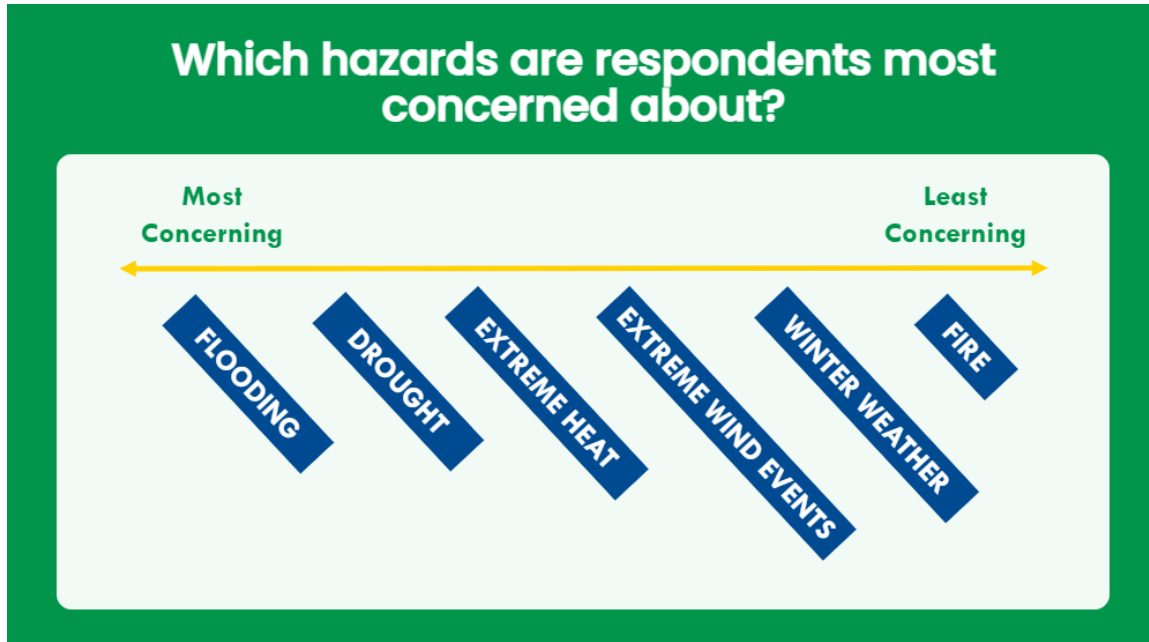 Which hazards are respondents most
concerned about?
Most
Concerning
Least
Concerning
FLOODING
DROUGHT
EXTREME HEAT
EXTREME WIND EVENTS
WINTER WEATHER
FIRE